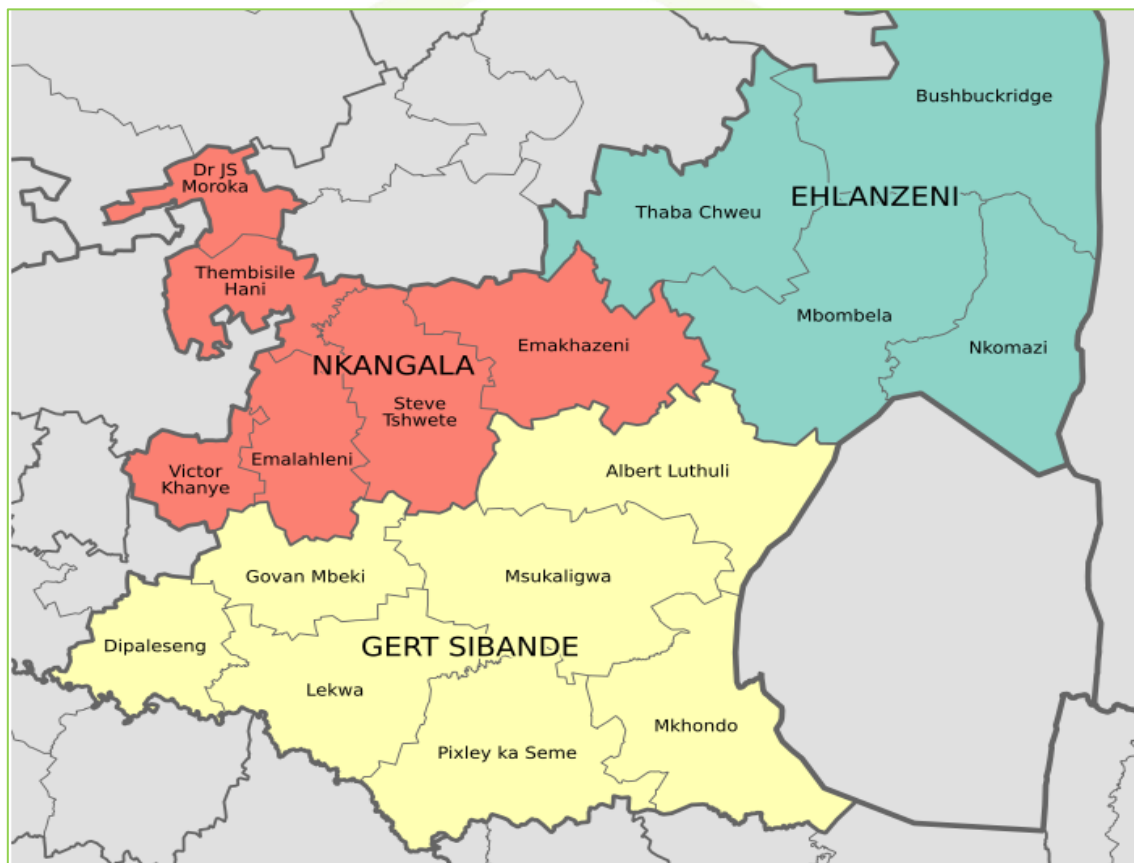 Bushbuckridge
Dr JS
Moroka
EHLANZENI
Thaba Chweu
Thembisile
Hani
Mbombela
Emakhazeni
Nkomazi
NKANGALA
Steve
Tshwete
Emalahleni
Victor
Khanye
Albert Luthuli
Govan Mbeki
Msukaligwa
Dipaleseng
GERT SIBANDE
Lekwa
Mkhondo
Pixley ka Seme